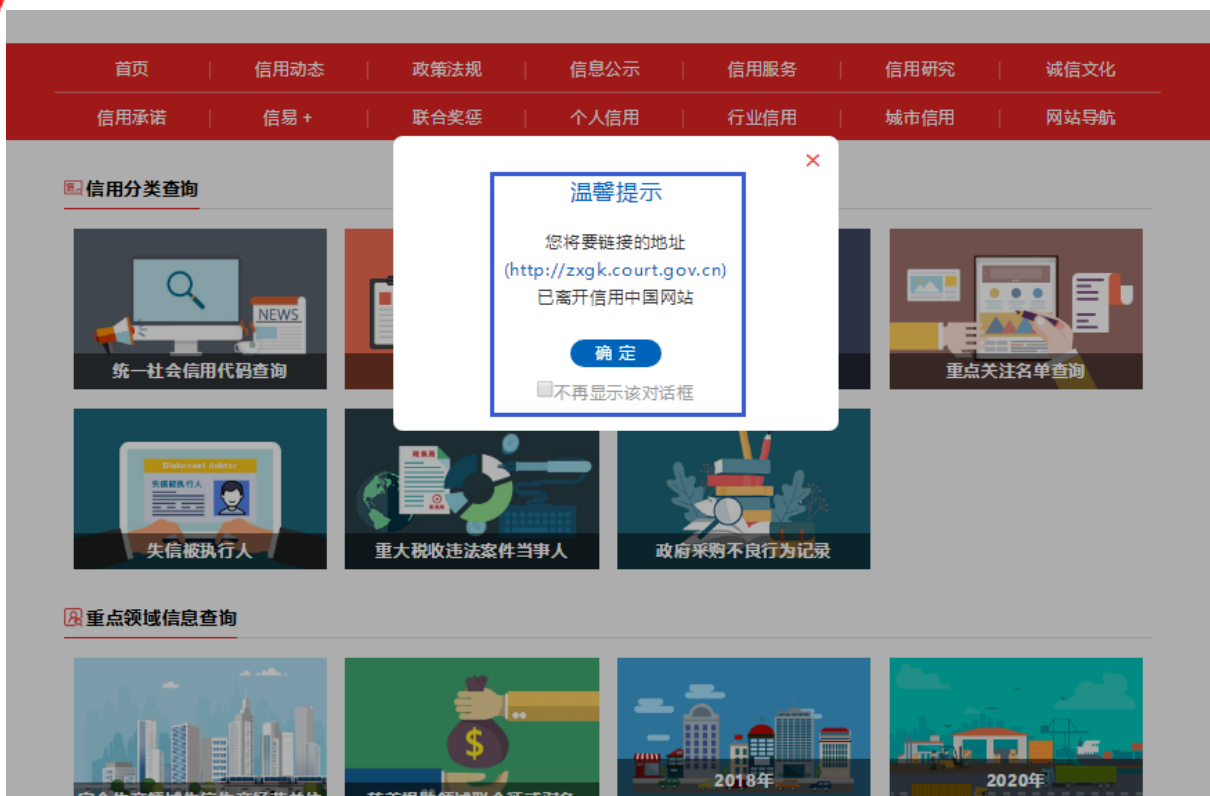 首页
信用动态
政策法规
信息公示
信用服务
信用研究
诚信文化
信用承诺
信易 +
联合奖惩
个人信用
行业信用
城市信用
网站导航
信用分类查询
温馨提示
您将要链接的地址
(http://zxgk.court.gov.cn)
已离开信用中国网站
确 定
不再显示该对话框
NEWS
统一社会信用代码查询
重点关注名单查询
Dishonest debtor
失信被执行人
失信被执行人
税务局
重大税收违法案件当事人
政府采购不良行为记录
重点领域信息查询
$
2018年
2020年